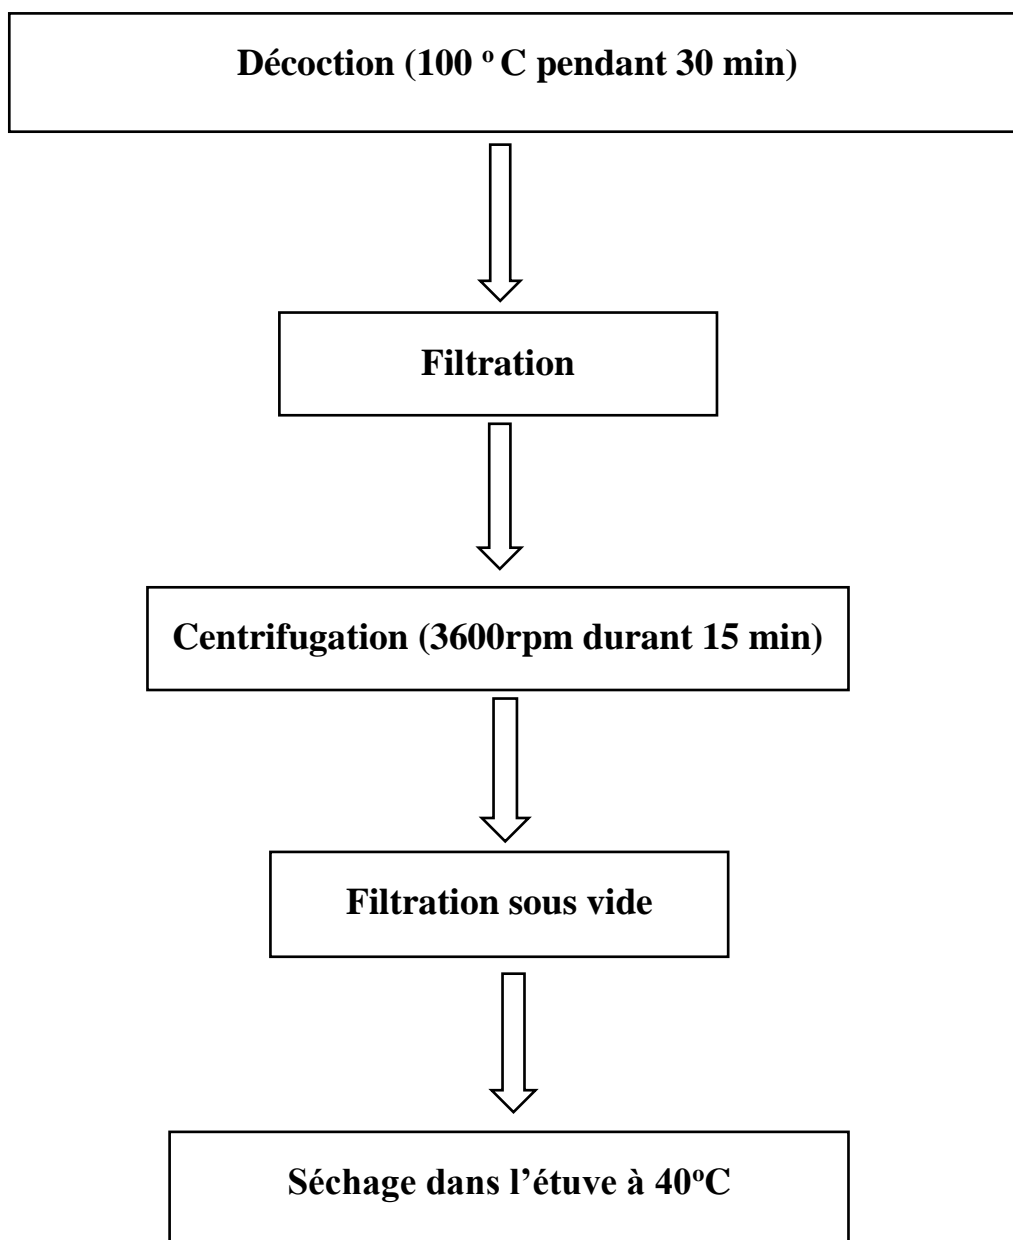 Décoction (100 º C pendant 30 min)
Filtration
Centrifugation (3600rpm durant 15 min)
Filtration sous vide
Séchage dans l’étuve à 40ºC